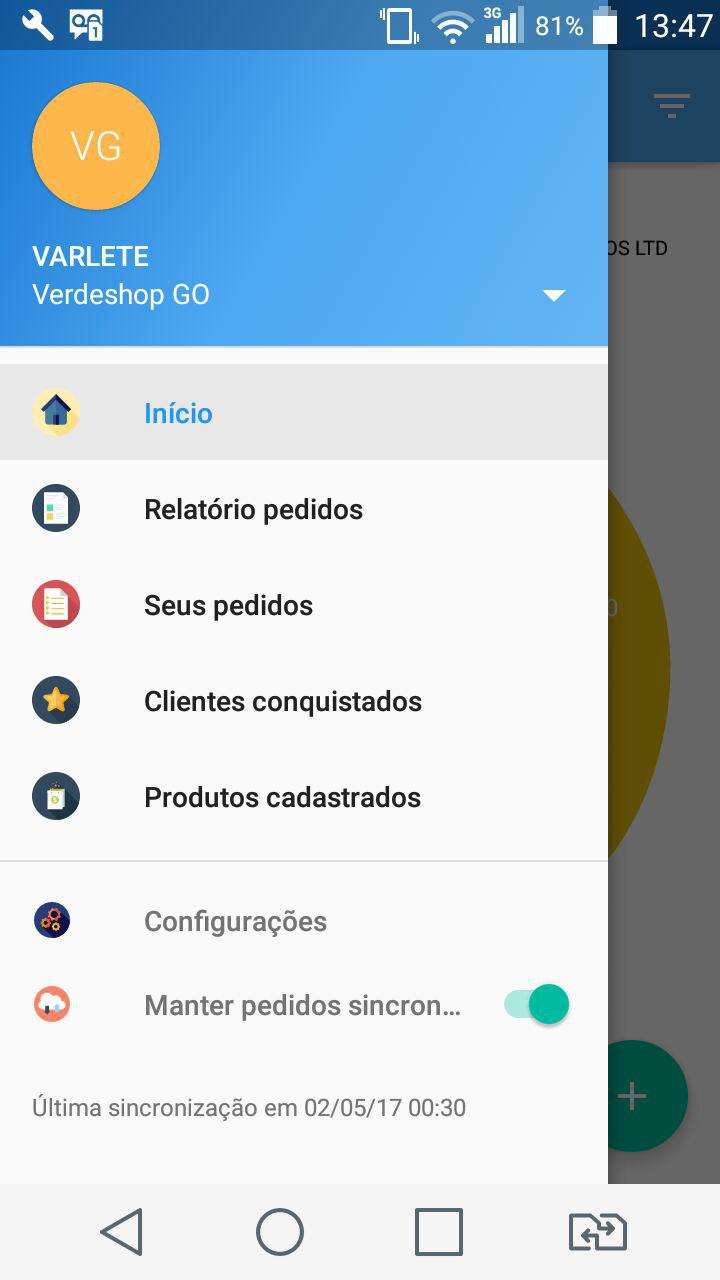 3G 81% 13:47
VG
VARLETE
Verdeshop GO
OS LTD
Início
Relatório pedidos
Seus pedidos
0
Clientes conquistados
Produtos cadastrados
Configurações
Manter pedidos sincron...
Última sincronização em 02/05/17 00:30